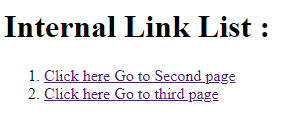 Internal Link List :
1. Click here Go to Second page
2. Click here Go to third page